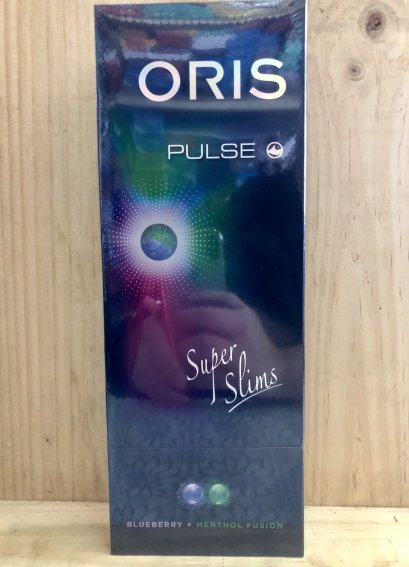 ORIS
PULSE
Super
Slims
BLUEBERRY + MENTHOL FUSION